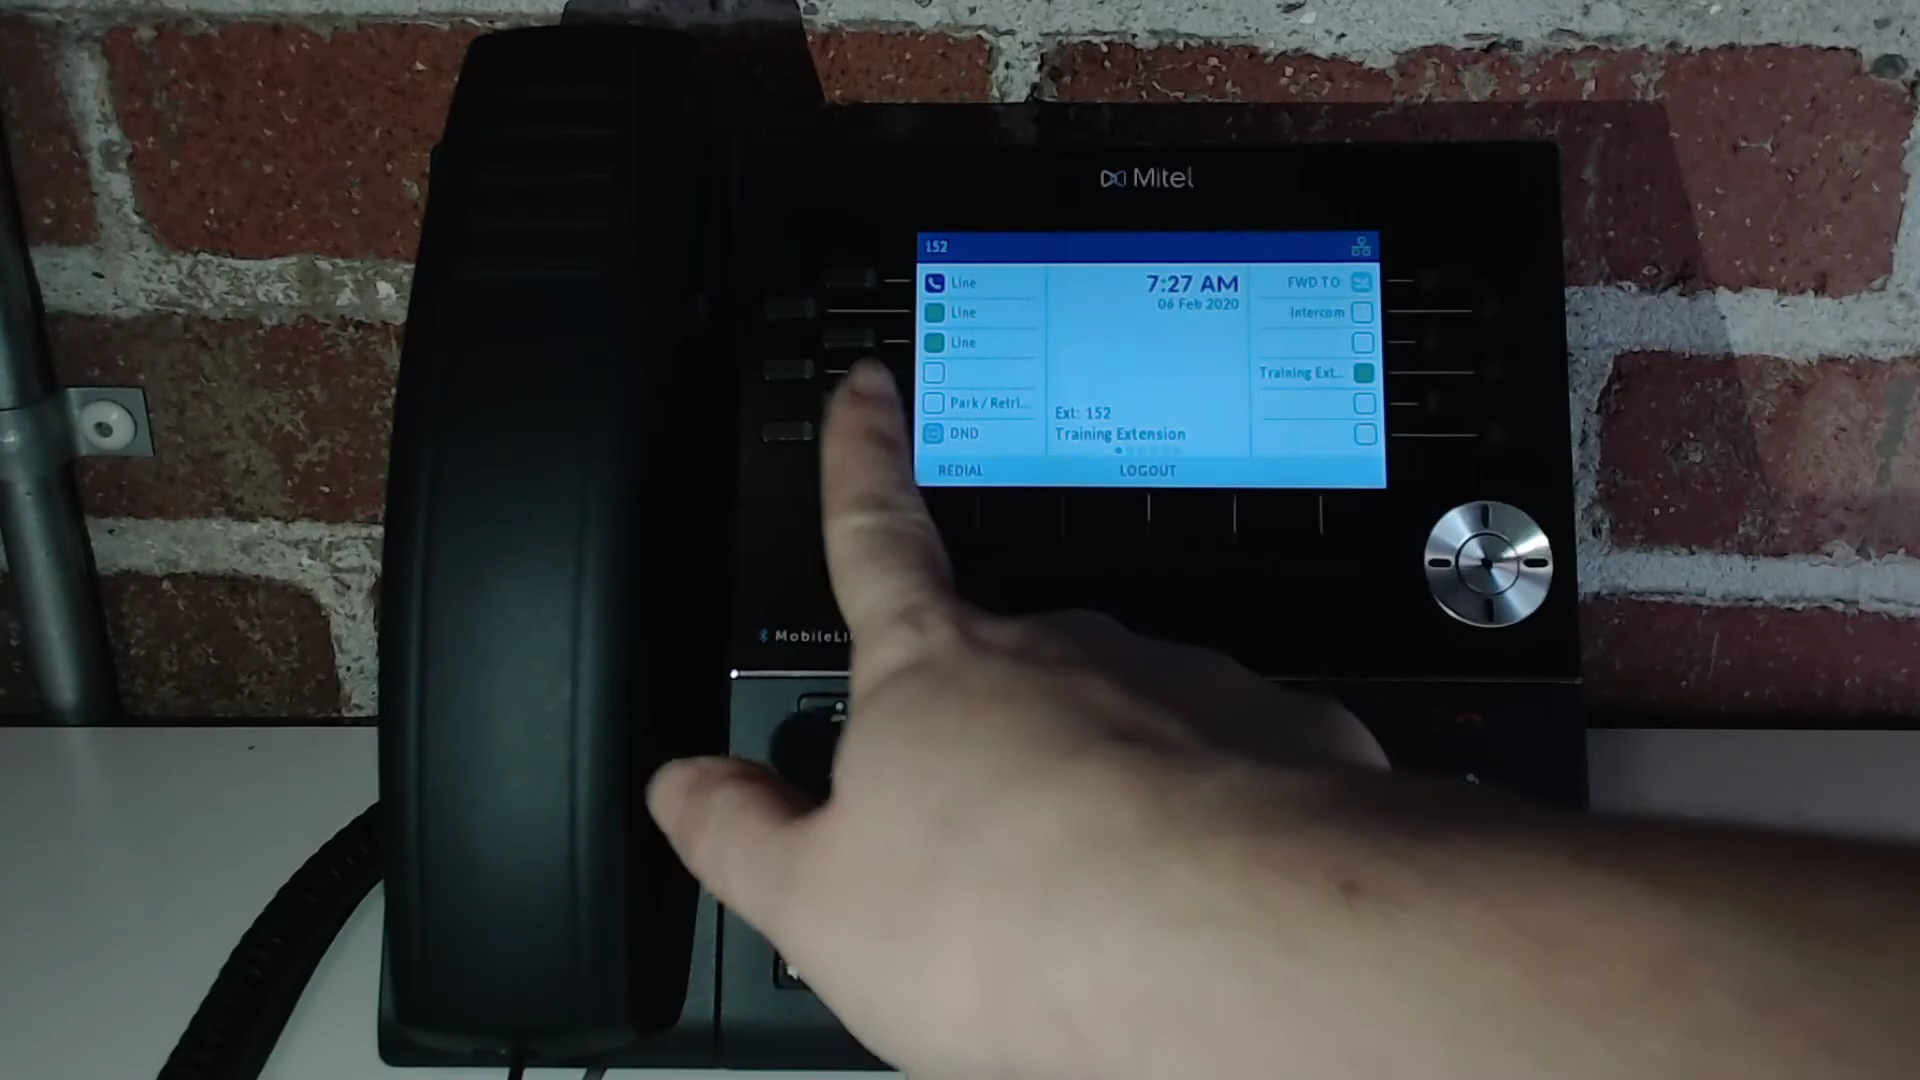 Mitel
152
Line
7:27 AM
FWD TO
06 Feb 2020
Line
Intercom
Line
Training Ext...
Park / Retri...
Ext: 152
DND
Training Extension
REDIAL
LOGOUT
MobileLi